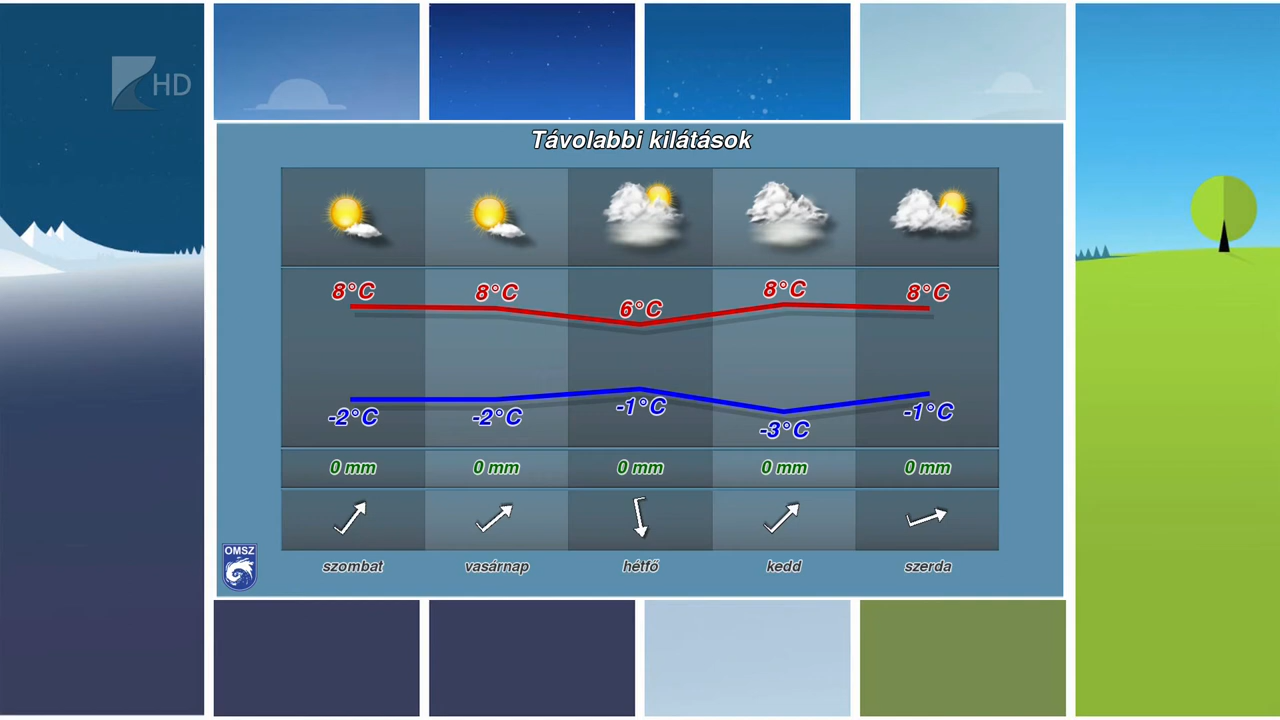 HD
Távolabbi kilátások
8°C 8°C 6°C 8°C 8°C
-2°C -2°C -1°C -3°C -1°C
0 mm 0 mm 0 mm 0 mm 0 mm
OMSZ
szombat vasárnap hétfő kedd szerda